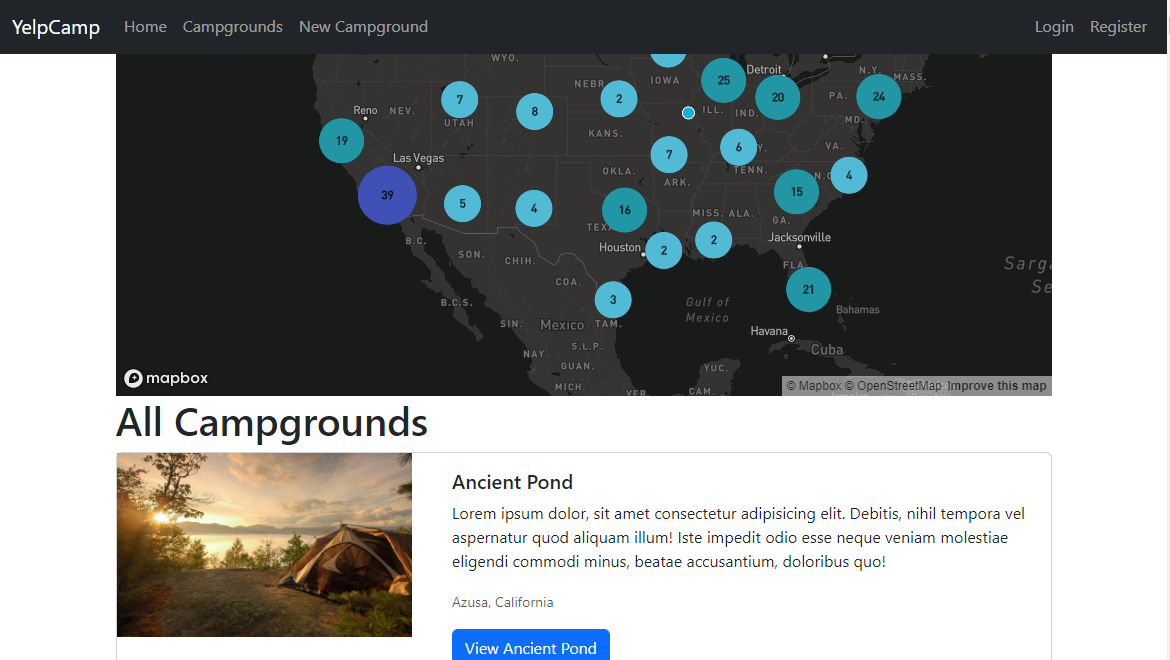 YelpCamp Home Campgrounds New Campground Login Register
WYO.
IOWA
25
Detroit
N.Y.
MASS.
NEBR
7
8
2
ILL.
IND.
20
PA.
24
Reno
NEV.
UTAH
KANS.
MD.
19
Las Vegas
7
6
Y.
VA.
OKLA.
ARK.
TENN.
N.C
4
39
5
4
TEX
16
MISS.
ALA.
15
GA.
B.C.
SON.
CHIH.
Houston
2
2
Jacksonville
FLA
COA.
3
21
B.C.S.
Gulf of
Mexico
Bahamas
Sarga
Se
SIN.
Mexico
TAM.
Havana
NAY.
S.L.P.
Cuba
GUAN.
YUC.
mapbox
MICH.
VER.
CAM.
© Mapbox © OpenStreetMap Improve this map
All Campgrounds
Ancient Pond
Lorem ipsum dolor, sit amet consectetur adipisicing elit. Debitis, nihil tempora vel
aspernatur quod aliquam illum! Iste impedit odio esse neque veniam molestiae
eligendi commodi minus, beatae accusantium, doloribus quo!
Azusa, California
View Ancient Pond